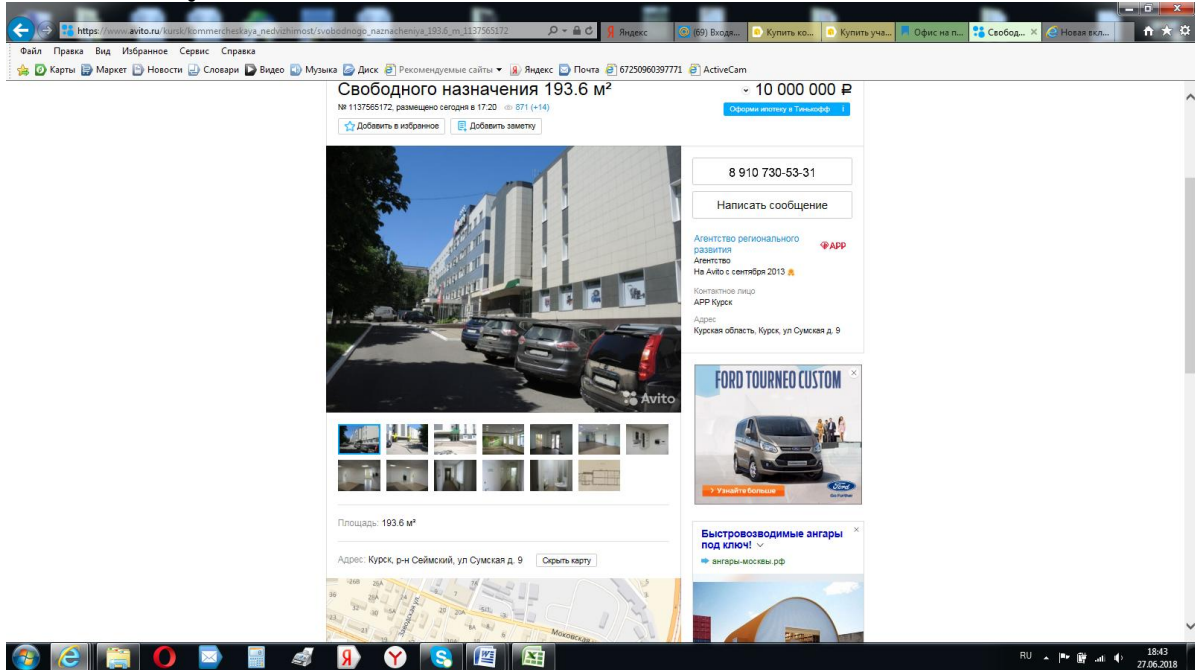 https://www.avito.ru/kursk/kommercheskaya_nedvizhimost/svobodnogo_naznacheniya_193.6_m_1137565172
Яндекс
(69) Входя...
Купить ко...
Купить уча...
Офис на п...
Свобод...
Новая вкл...
Файл Правка Вид Избранное Сервис Справка
Карты Маркет Новости Словари Видео Музыка Диск Рекомендуемые сайты Яндекс Почта 67250960397771 ActiveCam
Свободного назначения 193.6 м²
10 000 000 ₽
№ 1137565172, размещено сегодня в 17:20 871 (+14)
Оформи ипотеку в Тинькофф
Добавить в избранное
Добавить заметку
8 910 730-53-31
Написать сообщение
Агентство регионального
развития
АРР
Агентство
На Avito с сентября 2013
Контактное лицо
АРР Курск
Адрес
Курская область, Курск, ул Сумская д. 9
Avito
FORD TOURNEO CUSTOM
Узнайте больше
Ford
Площадь: 193.6 м²
Адрес: Курск, р-н Сеймский, ул Сумская д. 9
Скрыть карту
Быстровозводимые ангары
под ключ!
ангары-москвы.рф
Заводская ул.
Моковская
RU
18:43
27.06.2018